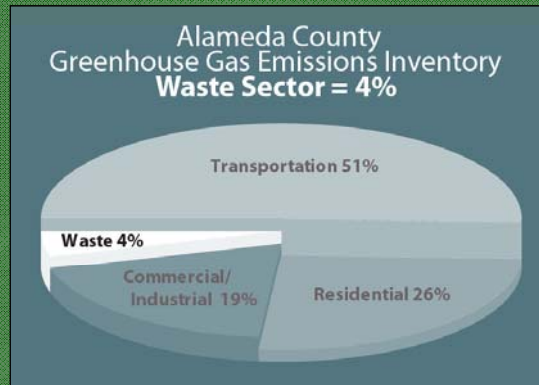 Alameda County
Greenhouse Gas Emissions Inventory
Waste Sector = 4%
Transportation 51%
Waste 4%
Commercial/
Industrial 19%
Residential 26%